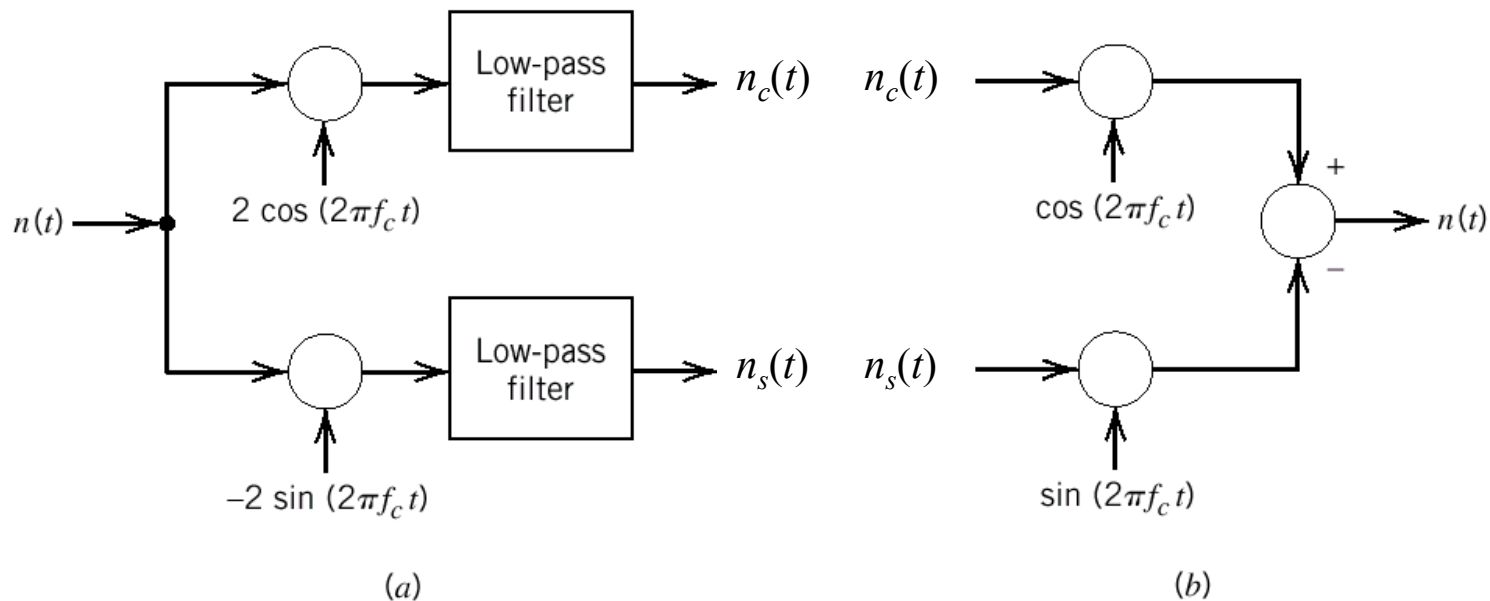 Low-pass
filter
n_c(t)
n_c(t)
+
2 cos (2πf_c t)
cos (2πf_c t)
n(t)
n(t)
–
Low-pass
filter
n_s(t)
n_s(t)
–2 sin (2πf_c t)
sin (2πf_c t)
(a)
(b)